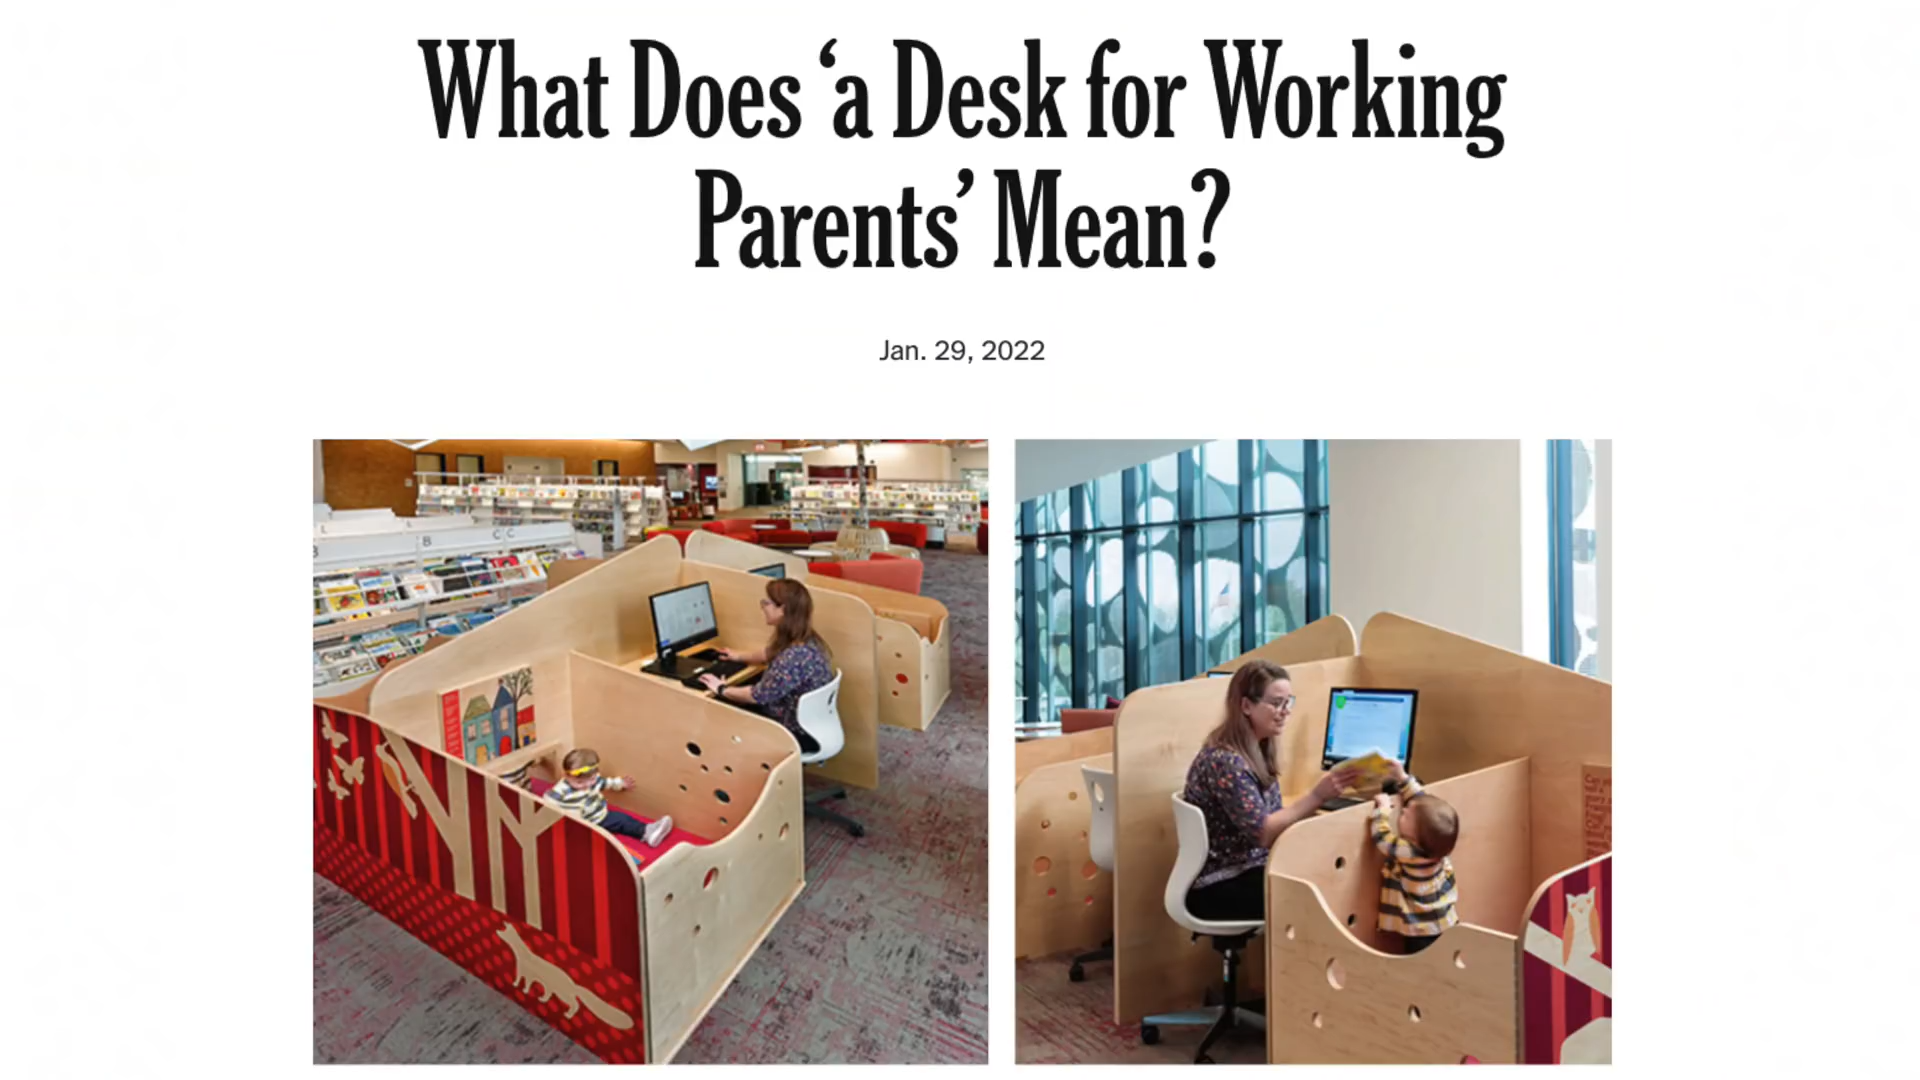 What Does ‘a Desk for Working
Parents’ Mean?
Jan. 29, 2022
B
C C